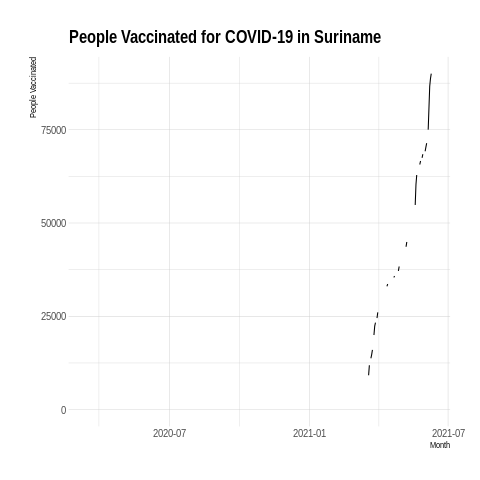 People Vaccinated for COVID-19 in Suriname
People Vaccinated
75000
50000
25000
0
2020-07 2021-01 2021-07
Month